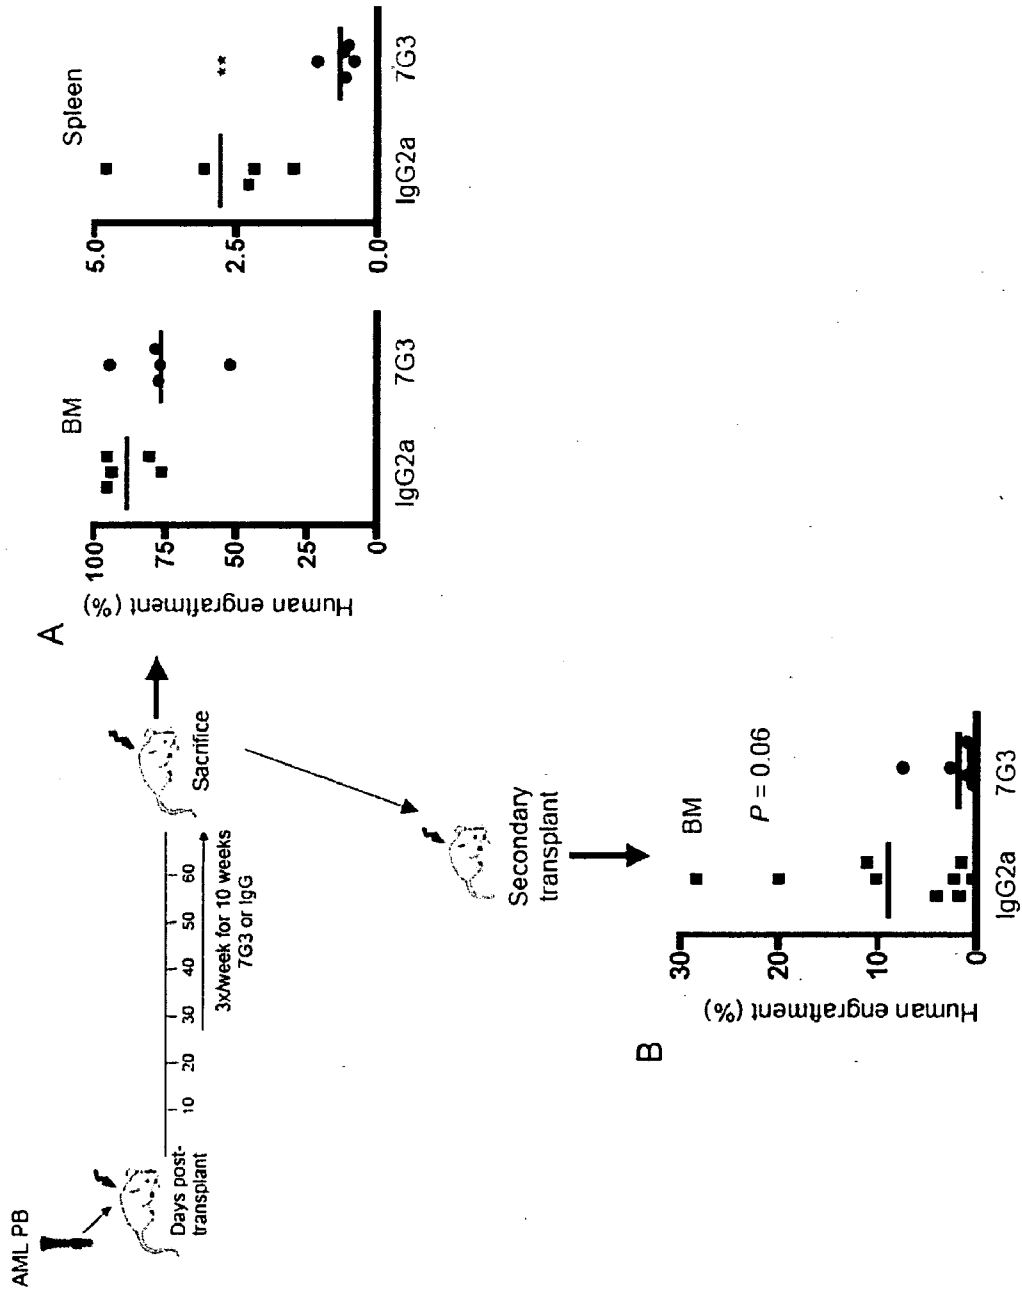 AML PB
Days post-
transplant
10 20 30 40 50 60
3x/week for 10 weeks
7G3 or IgG
Sacrifice
Secondary
transplant
A
BM
Human engraftment (%)
100
75
50
25
0
IgG2a 7G3
Spleen
5.0
2.5
0.0
**
IgG2a 7G3
B
BM
P = 0.06
Human engraftment (%)
30
20
10
0
IgG2a 7G3